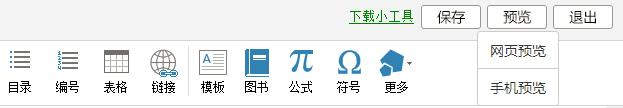 下载小工具 保存 预览 退出
网页预览
手机预览
目录 编号 表格 链接 模板 图书 公式 符号 更多